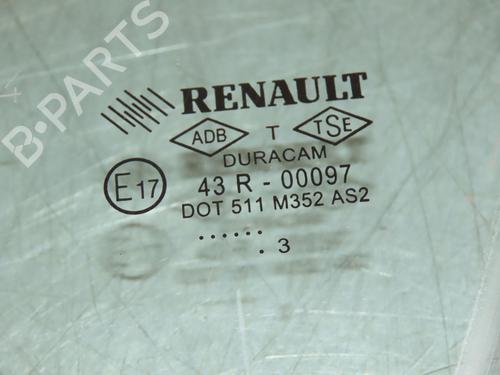 RENAULT
ADB T TSE
DURACAM
E17 43 R - 00097
DOT 511 M352 AS2
......
. 3
B-PARTS